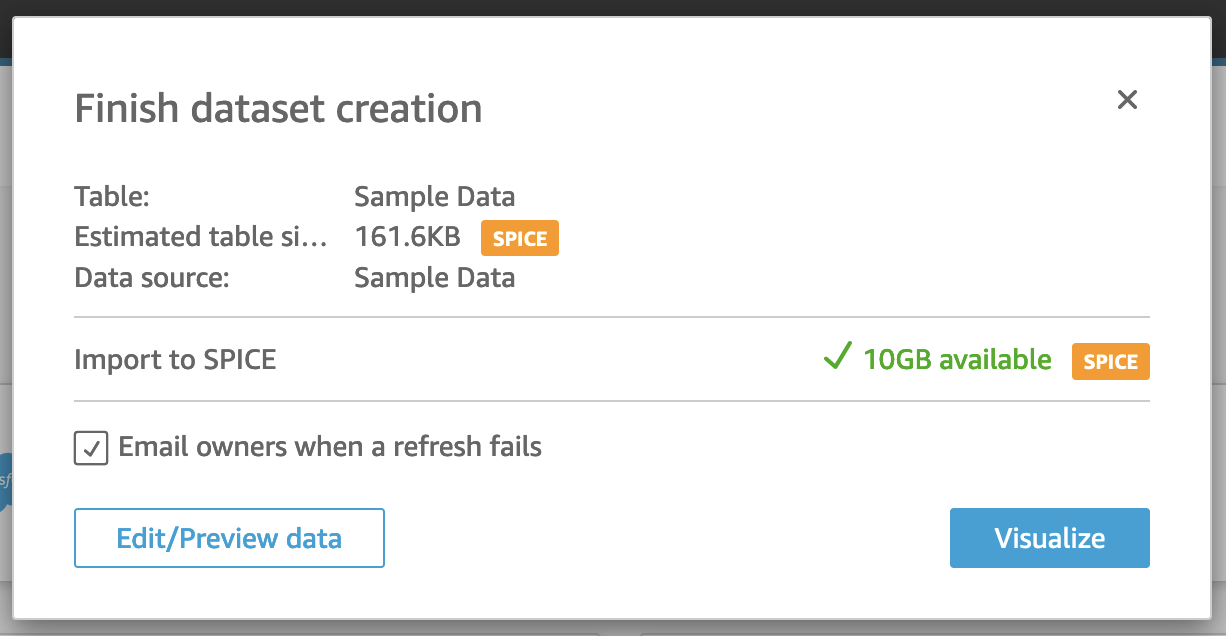 Finish dataset creation
Table: Sample Data
Estimated table si... 161.6KB SPICE
Data source: Sample Data
Import to SPICE 10GB available SPICE
Email owners when a refresh fails
sf
Edit/Preview data Visualize